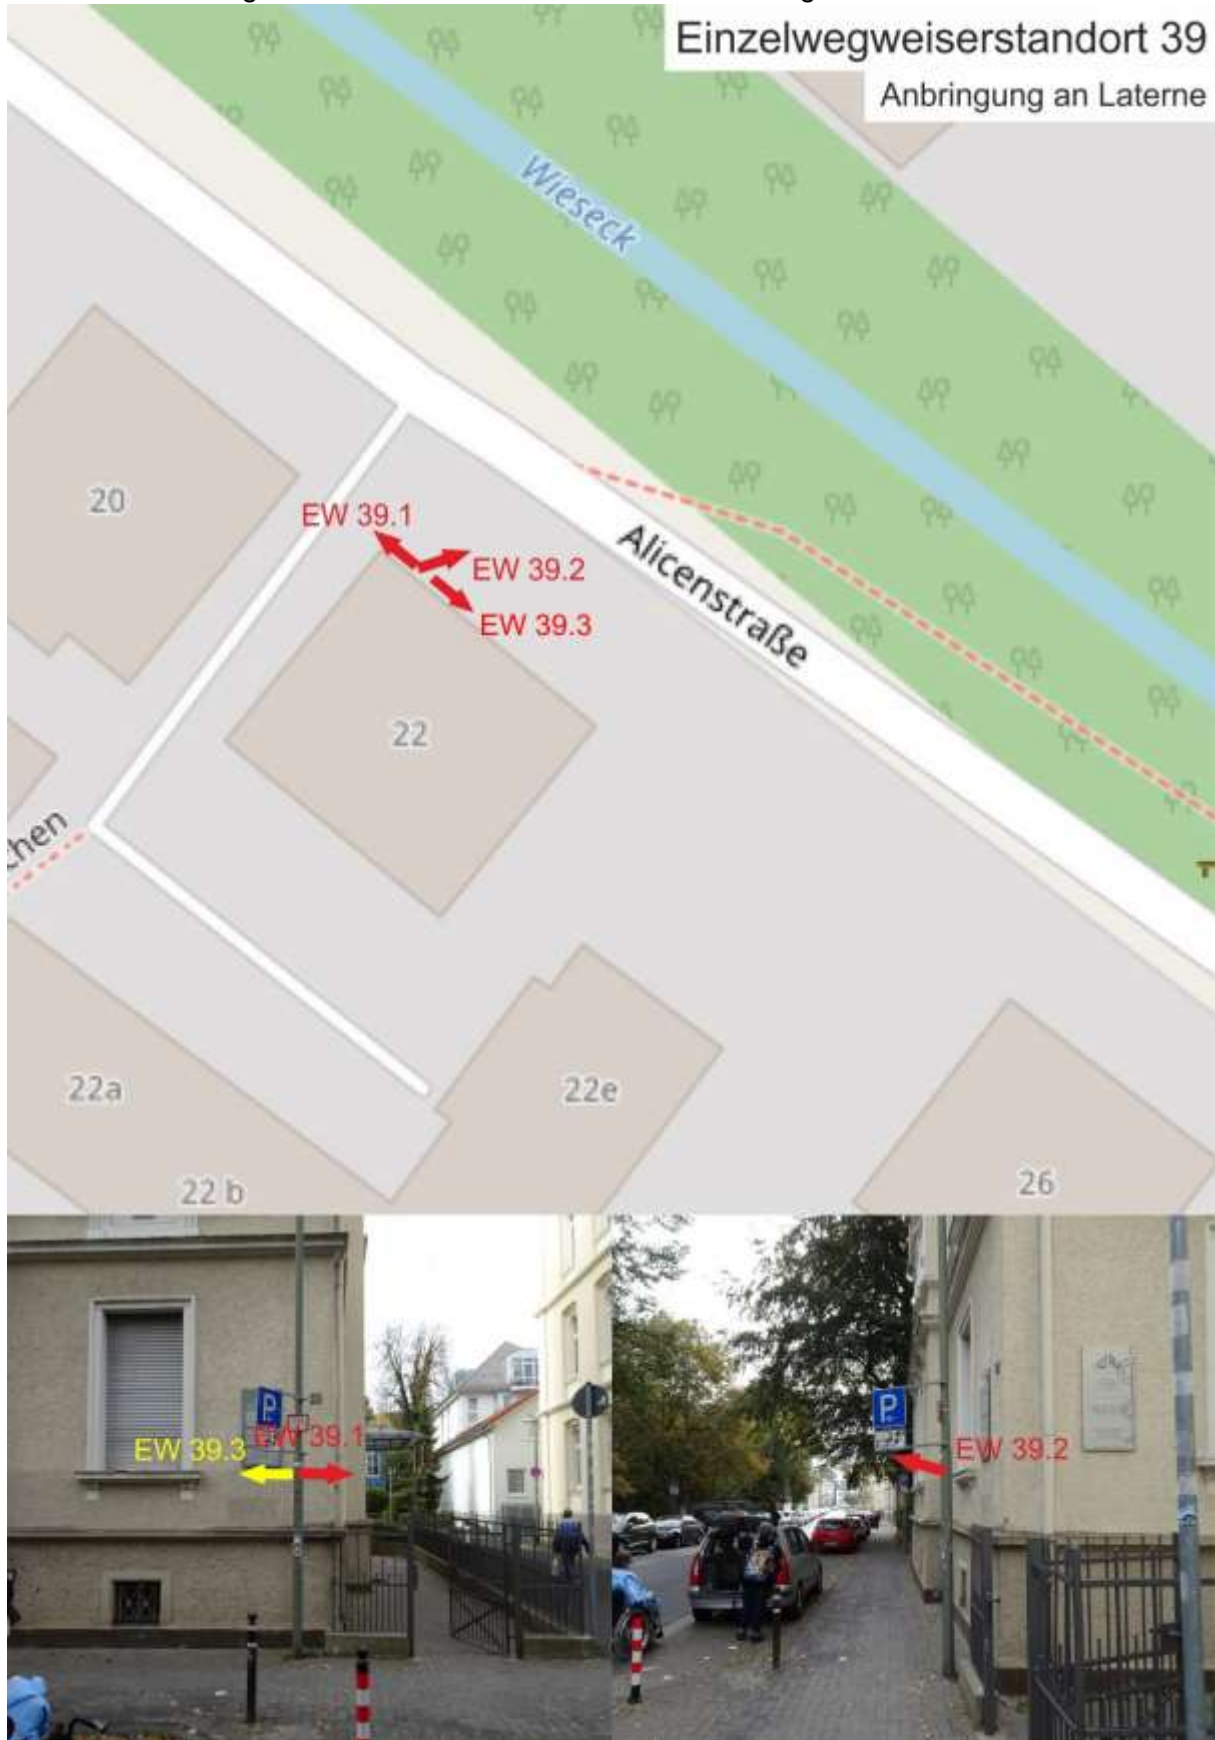 Einzelwegweiserstandort 39
Anbringung an Laterne
Wieseck
20
EW 39.1
EW 39.2
EW 39.3
Alicenstraße
22
chen
22a
22e
22 b
26
P
EW 39.3
EW 39.1
P
EW 39.2